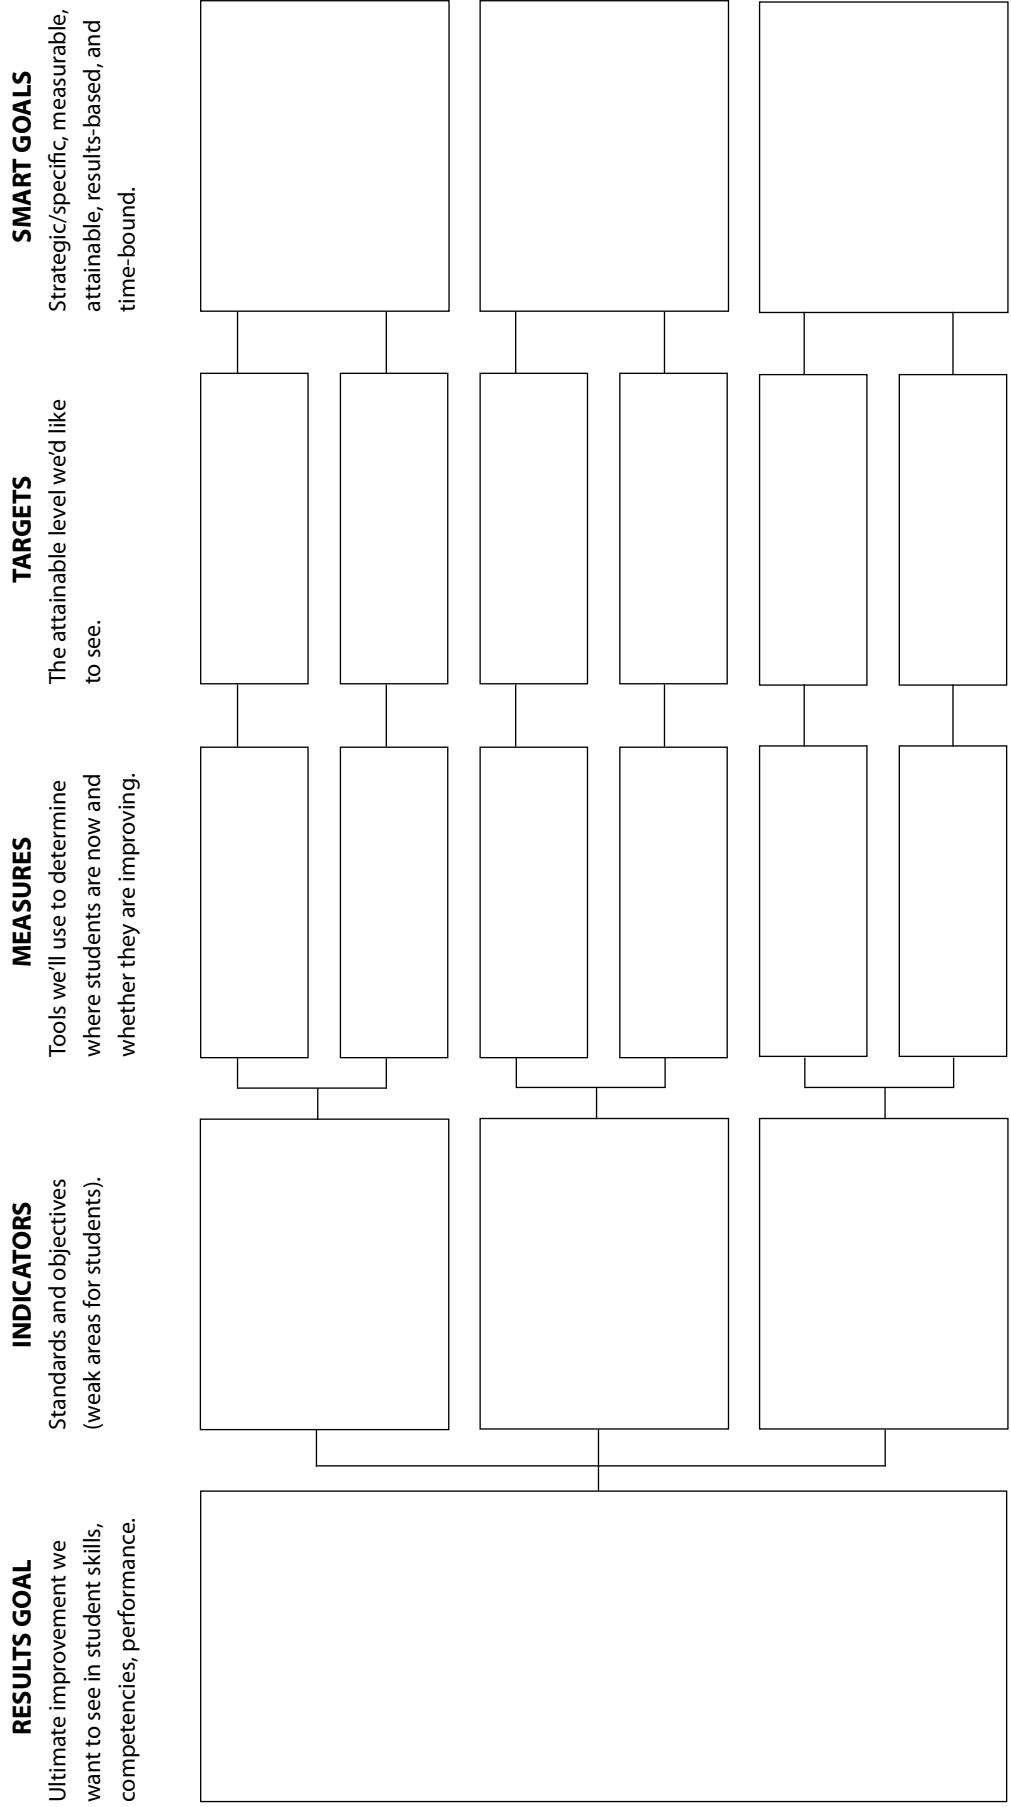 RESULTS GOAL
Ultimate improvement we
want to see in student skills,
competencies, performance.
INDICATORS
Standards and objectives
(weak areas for students).
MEASURES
Tools we’ll use to determine
where students are now and
whether they are improving.
TARGETS
The attainable level we’d like
to see.
SMART GOALS
Strategic/specific, measurable,
attainable, results-based, and
time-bound.